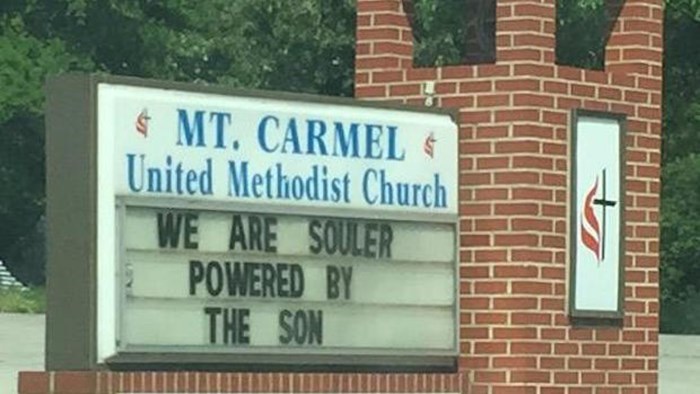 MT. CARMEL
United Methodist Church
WE ARE SOULER
POWERED BY
THE SON